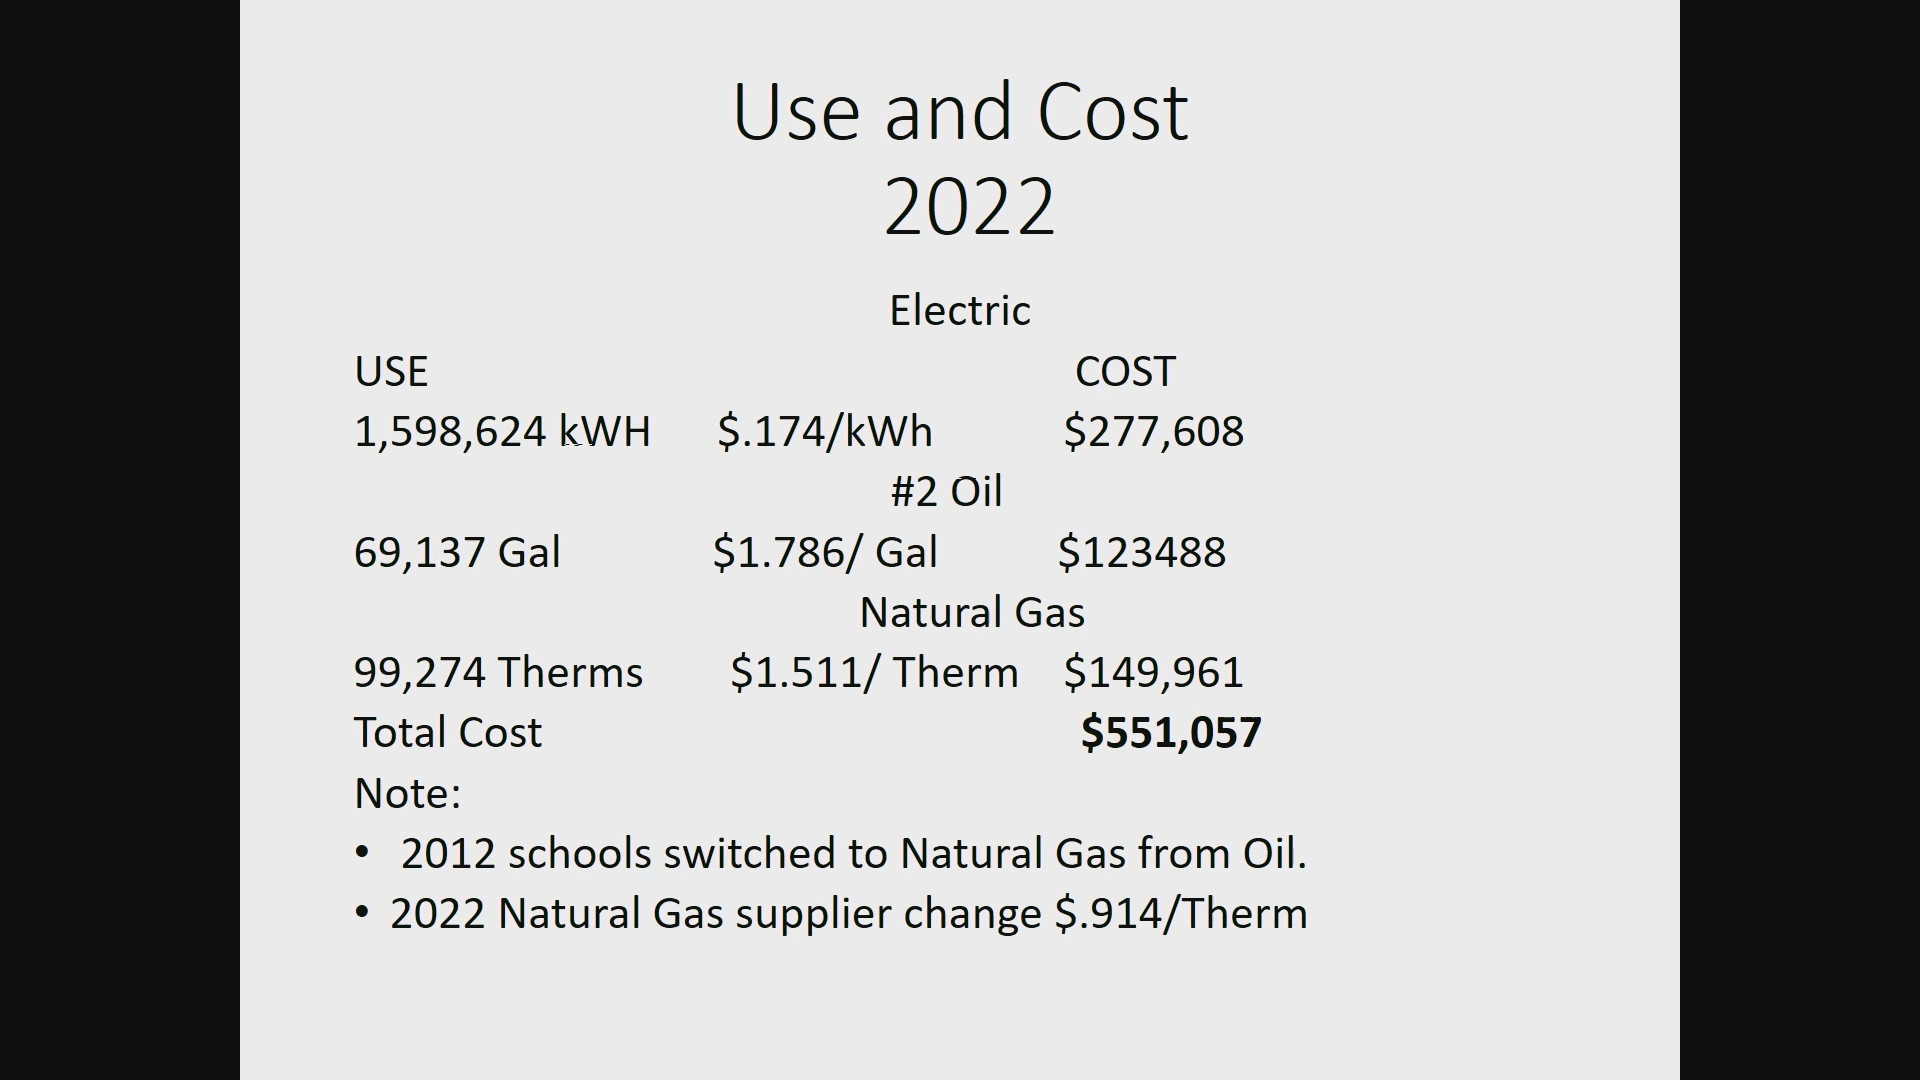 Use and Cost
2022
Electric
USE COST
1,598,624 kWH $.174/kWh $277,608
#2 Oil
69,137 Gal $1.786/ Gal $123488
Natural Gas
99,274 Therms $1.511/ Therm $149,961
Total Cost $551,057
Note:
• 2012 schools switched to Natural Gas from Oil.
• 2022 Natural Gas supplier change $.914/Therm